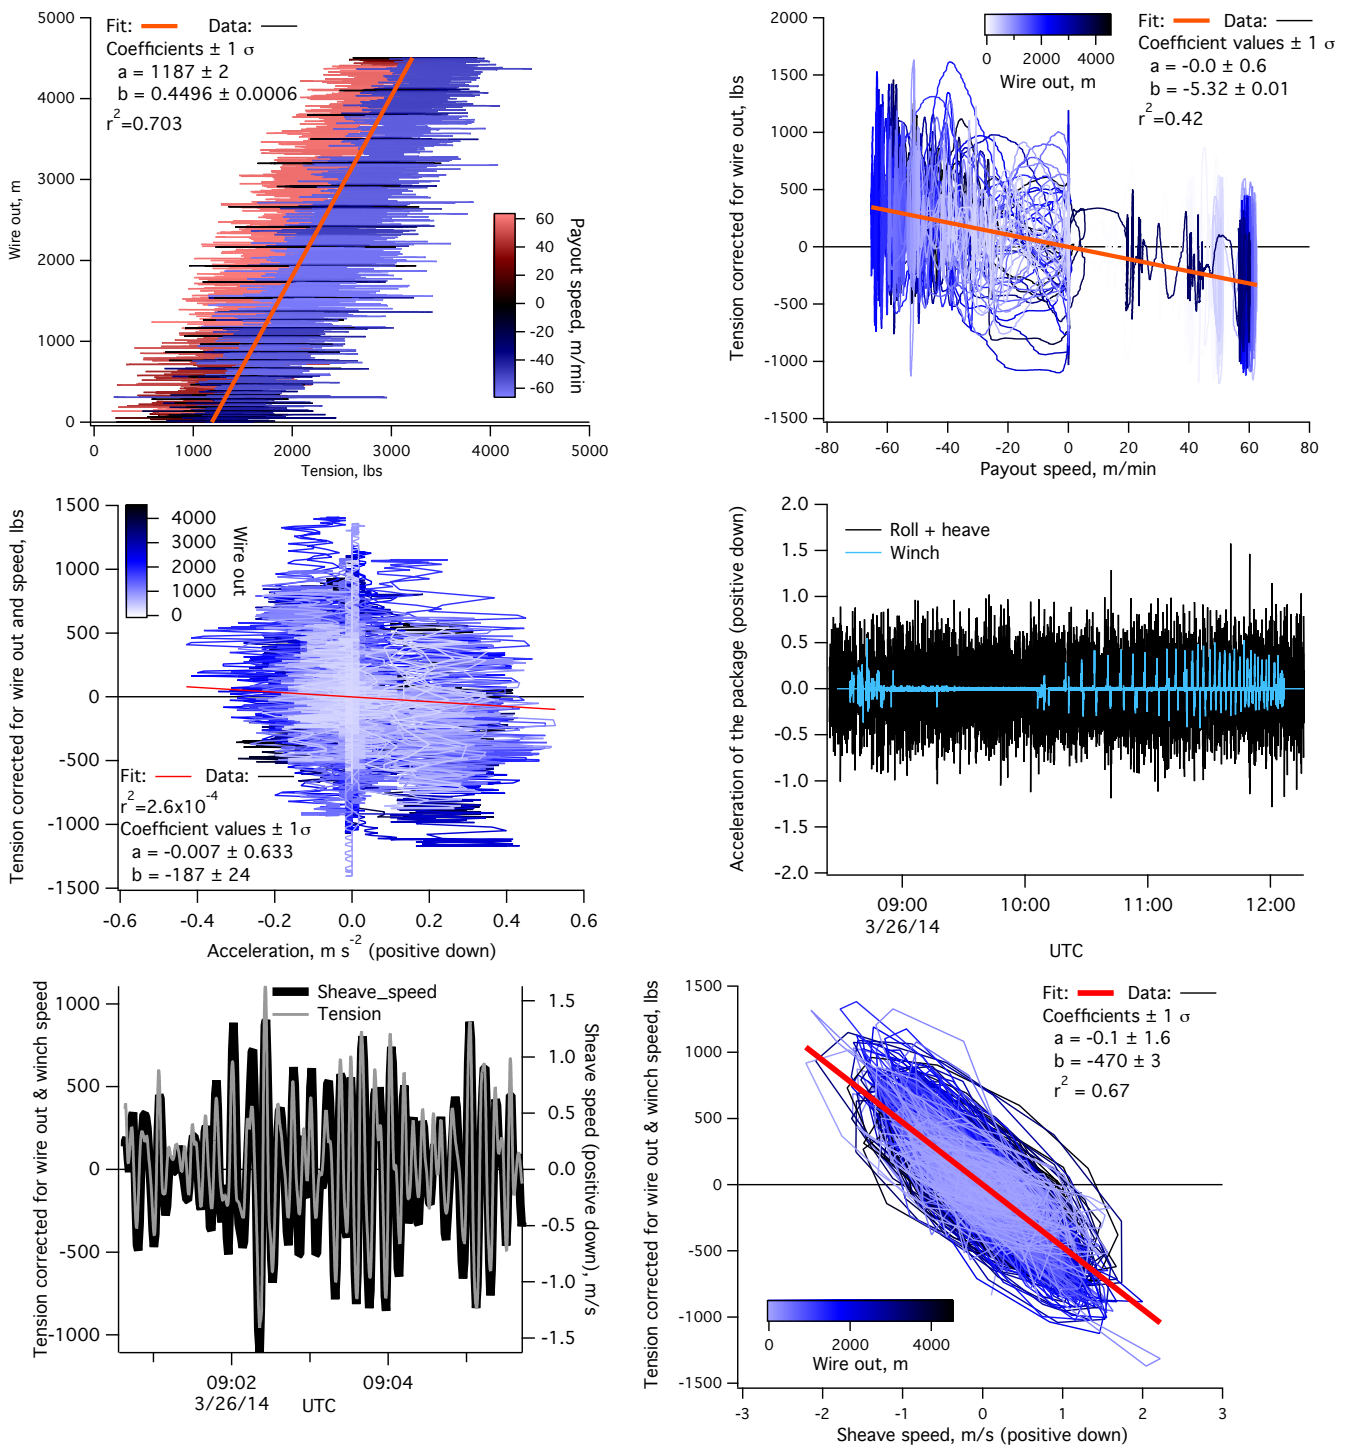 Fit: Data:
Coefficients ± 1 σ
a = 1187 ± 2
b = 0.4496 ± 0.0006
r2=0.703
5000
4000
3000
2000
1000
0
Wire out, m
60
40
20
0
-20
-40
-60
Payout speed, m/min
0 1000 2000 3000 4000 5000
Tension, lbs
0 2000 4000
Wire out, m
Fit: Data:
Coefficient values ± 1 σ
a = -0.0 ± 0.6
b = -5.32 ± 0.01
r2=0.42
2000
1500
1000
500
0
-500
-1000
-1500
Tension corrected for wire out, lbs
-80 -60 -40 -20 0 20 40 60 80
Payout speed, m/min
1500
1000
500
0
-500
-1000
-1500
Tension corrected for wire out and speed, lbs
4000
3000
2000
1000
0
Wire out
Fit: Data:
r2=2.6x10-4
Coefficient values ± 1σ
a = -0.007 ± 0.633
b = -187 ± 24
-0.6 -0.4 -0.2 0.0 0.2 0.4 0.6
Acceleration, m s-2 (positive down)
2.0
1.5
1.0
0.5
0.0
-0.5
-1.0
-1.5
-2.0
Acceleration of the package (positive down)
Roll + heave
Winch
09:00 10:00 11:00 12:00
3/26/14
UTC
1000
500
0
-500
-1000
Tension corrected for wire out & winch speed
Sheave_speed
Tension
1.5
1.0
0.5
0.0
-0.5
-1.0
-1.5
Sheave speed (positive down), m/s
09:02 09:04
3/26/14 UTC
1500
1000
500
0
-500
-1000
-1500
Tension corrected for wire out & winch speed, lbs
Fit: Data:
Coefficients ± 1 σ
a = -0.1 ± 1.6
b = -470 ± 3
r2 = 0.67
0 2000 4000
Wire out, m
-3 -2 -1 0 1 2 3
Sheave speed, m/s (positive down)